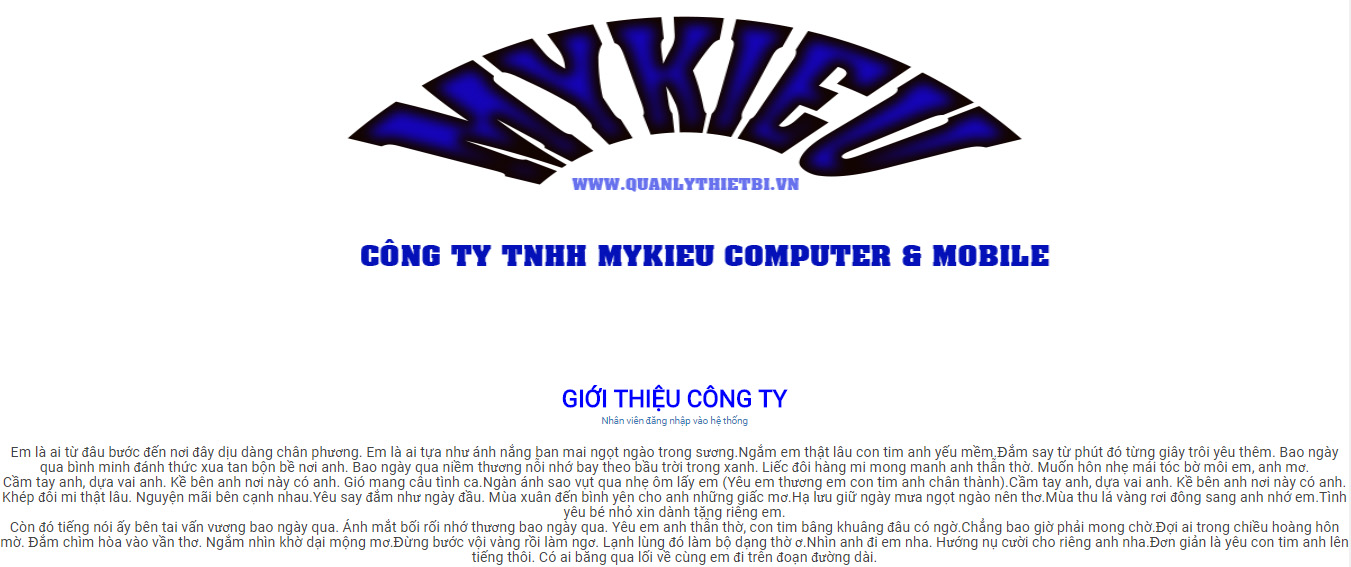 MYKIEU
WWW.QUANLYTHIETBI.VN
CÔNG TY TNHH MYKIEU COMPUTER & MOBILE
GIỚI THIỆU CÔNG TY
Nhân viên đăng nhập vào hệ thống
Em là ai từ đâu bước đến nơi đây dịu dàng chân phương. Em là ai tựa như ánh nắng ban mai ngọt ngào trong sương.Ngắm em thật lâu con tim anh yếu mềm.Đắm say từ phút đó từng giây trôi yêu thêm. Bao ngày
qua bình minh đánh thức xua tan bộn bề nơi anh. Bao ngày qua niềm thương nỗi nhớ bay theo bầu trời trong xanh. Liếc đôi hàng mi mong manh anh thẫn thờ. Muốn hôn nhẹ mái tóc bờ môi em, anh mơ.
Cầm tay anh, dựa vai anh. Kề bên anh nơi này có anh. Gió mang câu tình ca.Ngàn ánh sao vụt qua nhẹ ôm lấy em (Yêu em thương em con tim anh chân thành).Cầm tay anh, dựa vai anh. Kề bên anh nơi này có anh.
Khép đôi mi thật lâu. Nguyện mãi bên cạnh nhau.Yêu say đắm như ngày đầu. Mùa xuân đến bình yên cho anh những giấc mơ.Hạ lưu giữ ngày mưa ngọt ngào nên thơ.Mùa thu lá vàng rơi đông sang anh nhớ em.Tình
yêu bé nhỏ xin dành tặng riêng em.
Còn đó tiếng nói ấy bên tai vấn vương bao ngày qua. Ánh mắt bối rối nhớ thương bao ngày qua. Yêu em anh thẫn thờ, con tim bâng khuâng đâu có ngờ.Chẳng bao giờ phải mong chờ.Đợi ai trong chiều hoàng hôn
mờ. Đắm chìm hòa vào vần thơ. Ngắm nhìn khờ dại mộng mơ.Đừng bước vội vàng rồi làm ngơ. Lạnh lùng đó làm bộ dạng thờ ơ.Nhìn anh đi em nha. Hướng nụ cười cho riêng anh nha.Đơn giản là yêu con tim anh lên
tiếng thôi. Có ai băng qua lối về cùng em đi trên đoạn đường dài.